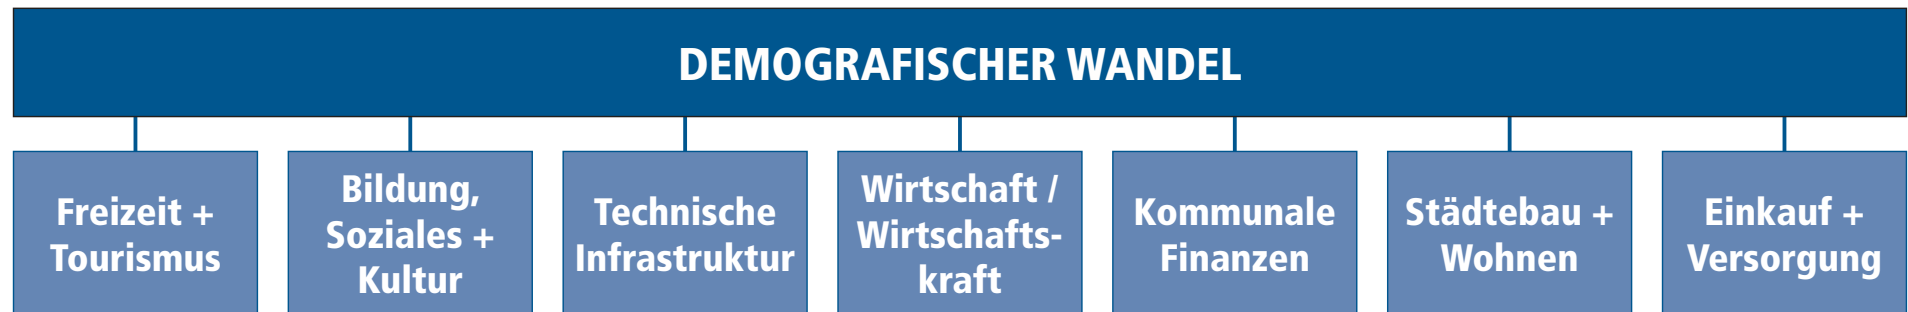 DEMOGRAFISCHER WANDEL
Freizeit +
Tourismus
Bildung,
Soziales +
Kultur
Technische
Infrastruktur
Wirtschaft /
Wirtschafts-
kraft
Kommunale
Finanzen
Städtebau +
Wohnen
Einkauf +
Versorgung